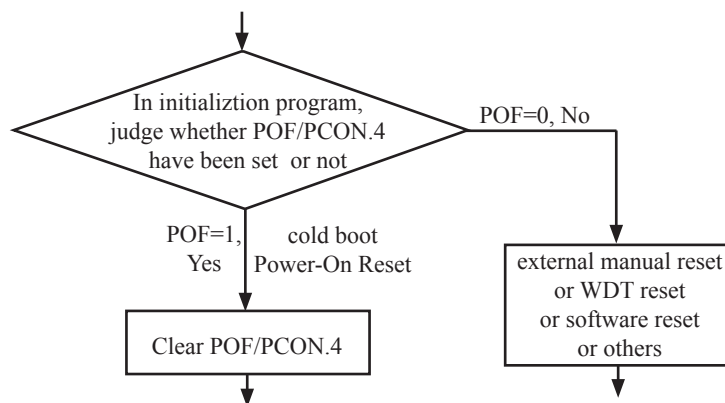 In initializtion program,
judge whether POF/PCON.4
have been set or not
POF=0, No
POF=1,
Yes
cold boot
Power-On Reset
external manual reset
or WDT reset
or software reset
or others
Clear POF/PCON.4